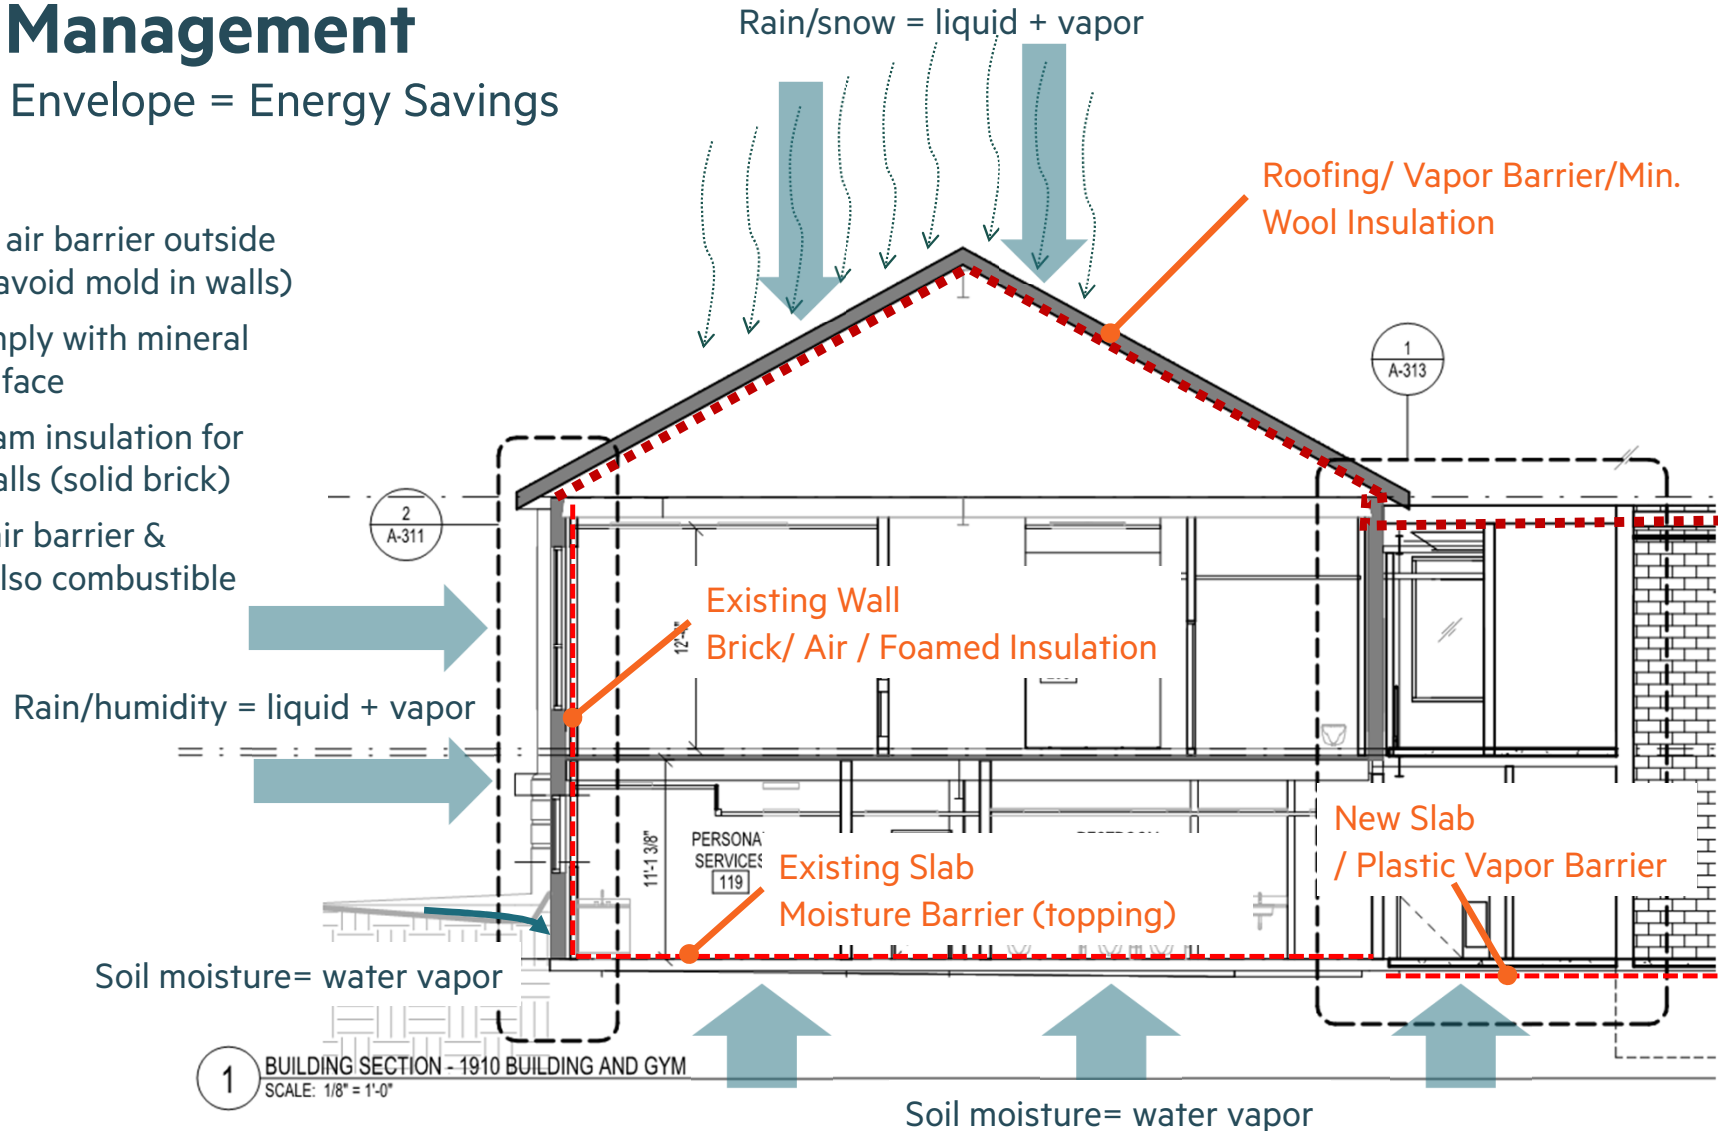 Management
Envelope = Energy Savings
Rain/snow = liquid + vapor
Roofing/ Vapor Barrier/Min.
Wool Insulation
air barrier outside
avoid mold in walls)
mply with mineral
face
am insulation for
alls (solid brick)
air barrier &
also combustible
1
A-313
2
A-311
Existing Wall
Brick/ Air / Foamed Insulation
Rain/humidity = liquid + vapor
New Slab
/ Plastic Vapor Barrier
11'-1 3/8"
PERSONA
SERVICES
119
Existing Slab
Moisture Barrier (topping)
Soil moisture= water vapor
1
BUILDING SECTION - 1910 BUILDING AND GYM
SCALE: 1/8" = 1'-0"
Soil moisture= water vapor